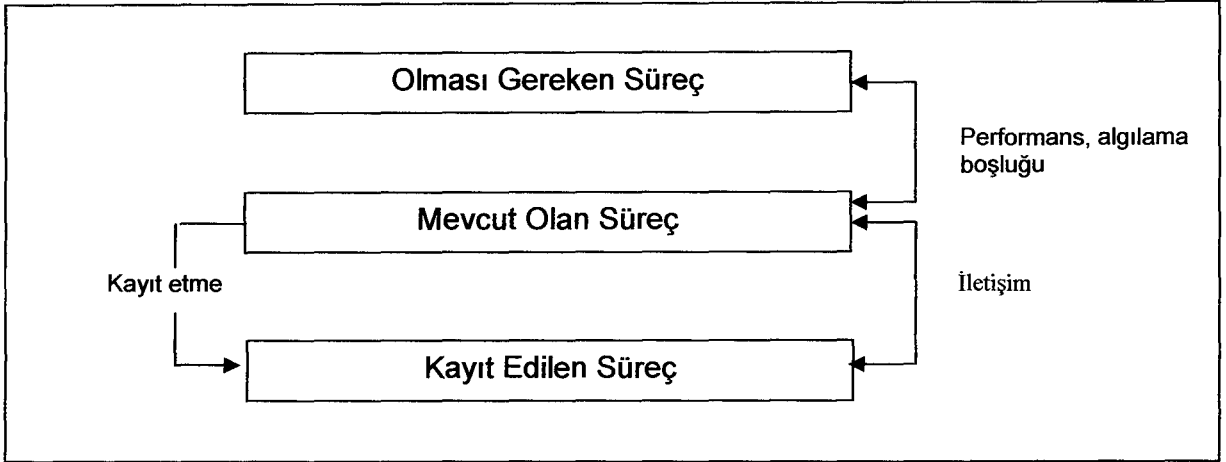 Olması Gereken Süreç
Performans, algılama
boşluğu
Mevcut Olan Süreç
Kayıt etme
İletişim
Kayıt Edilen Süreç